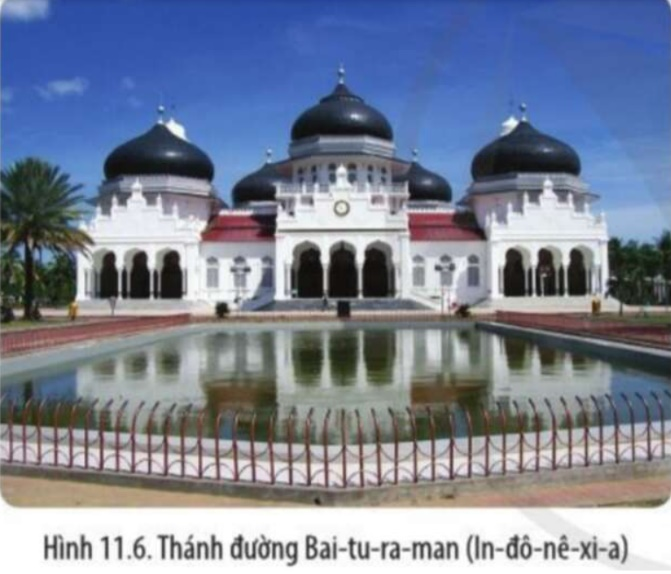 Hình 11.6. Thánh đường Bai-tu-ra-man (In-đô-nê-xi-a)